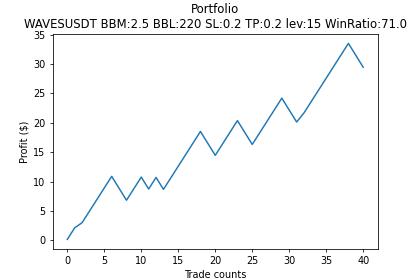 Portfolio
WAVESUSDT BBM:2.5 BBL:220 SL:0.2 TP:0.2 lev:15 WinRatio:71.0
35
30
25
20
15
10
5
0
Profit ($)
0 5 10 15 20 25 30 35 40
Trade counts